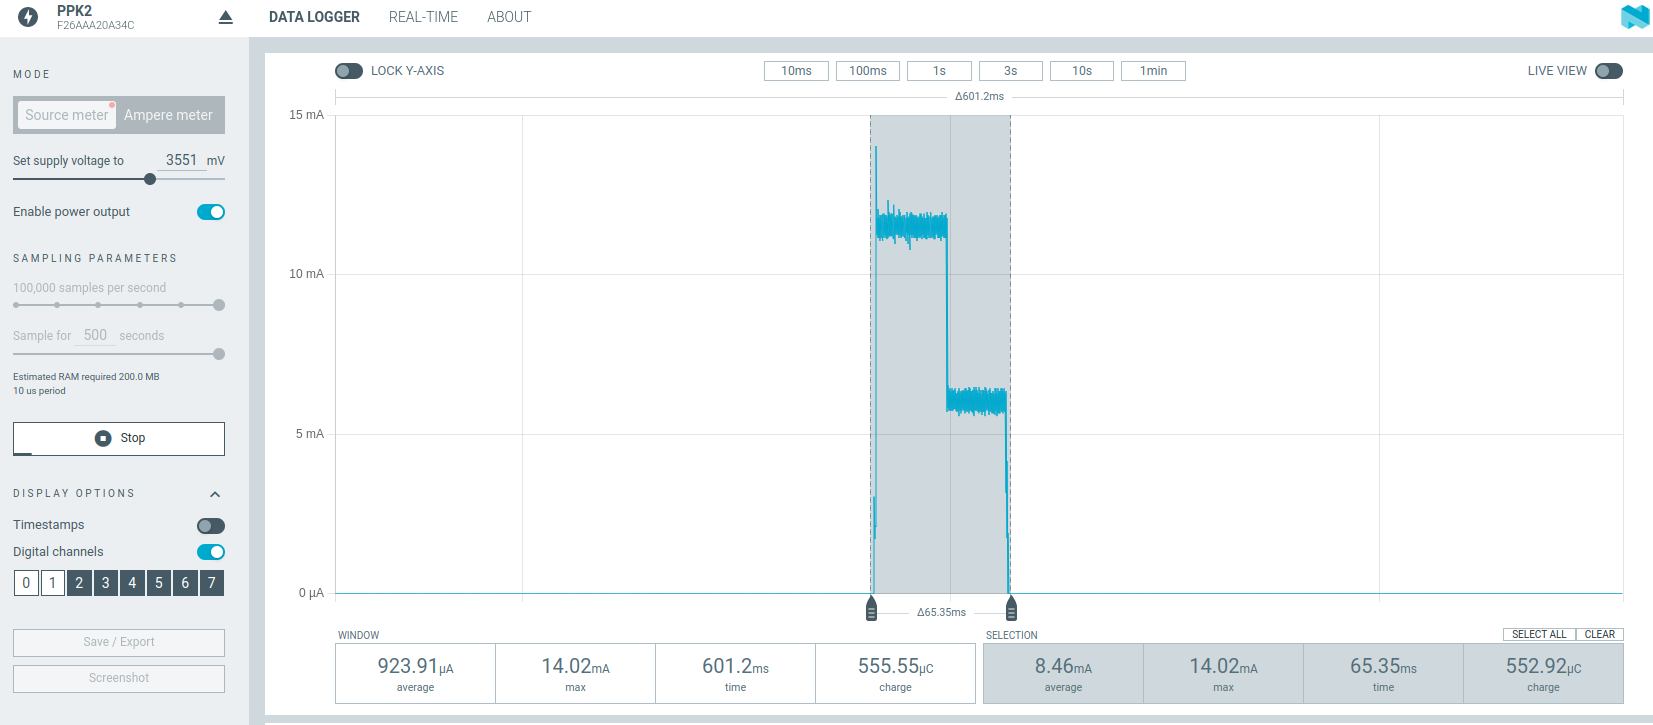 PPK2
F26AAA20A34C
DATA LOGGER REAL-TIME ABOUT
MODE
Source meter Ampere meter
Set supply voltage to 3551 mV
Enable power output
SAMPLING PARAMETERS
100,000 samples per second
Sample for 500 seconds
Estimated RAM required 200.0 MB
10 us period
Stop
DISPLAY OPTIONS
Timestamps
Digital channels
0 1 2 3 4 5 6 7
Save / Export
Screenshot
LOCK Y-AXIS 10ms 100ms 1s 3s 10s 1min LIVE VIEW
Δ601.2ms
15 mA
10 mA
5 mA
0 µA
Δ65.35ms
WINDOW
923.91µA 14.02mA 601.2ms 555.55µC
average max time charge
SELECTION SELECT ALL CLEAR
8.46mA 14.02mA 65.35ms 552.92µC
average max time charge